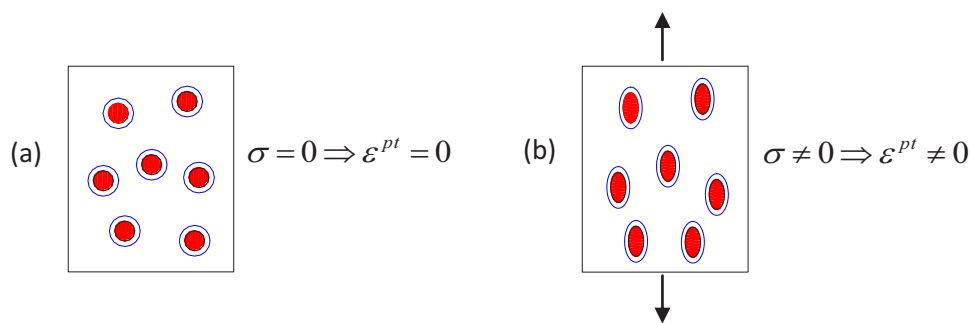 (a) σ = 0 ⇒ ε^{pt} = 0
(b) σ ≠ 0 ⇒ ε^{pt} ≠ 0